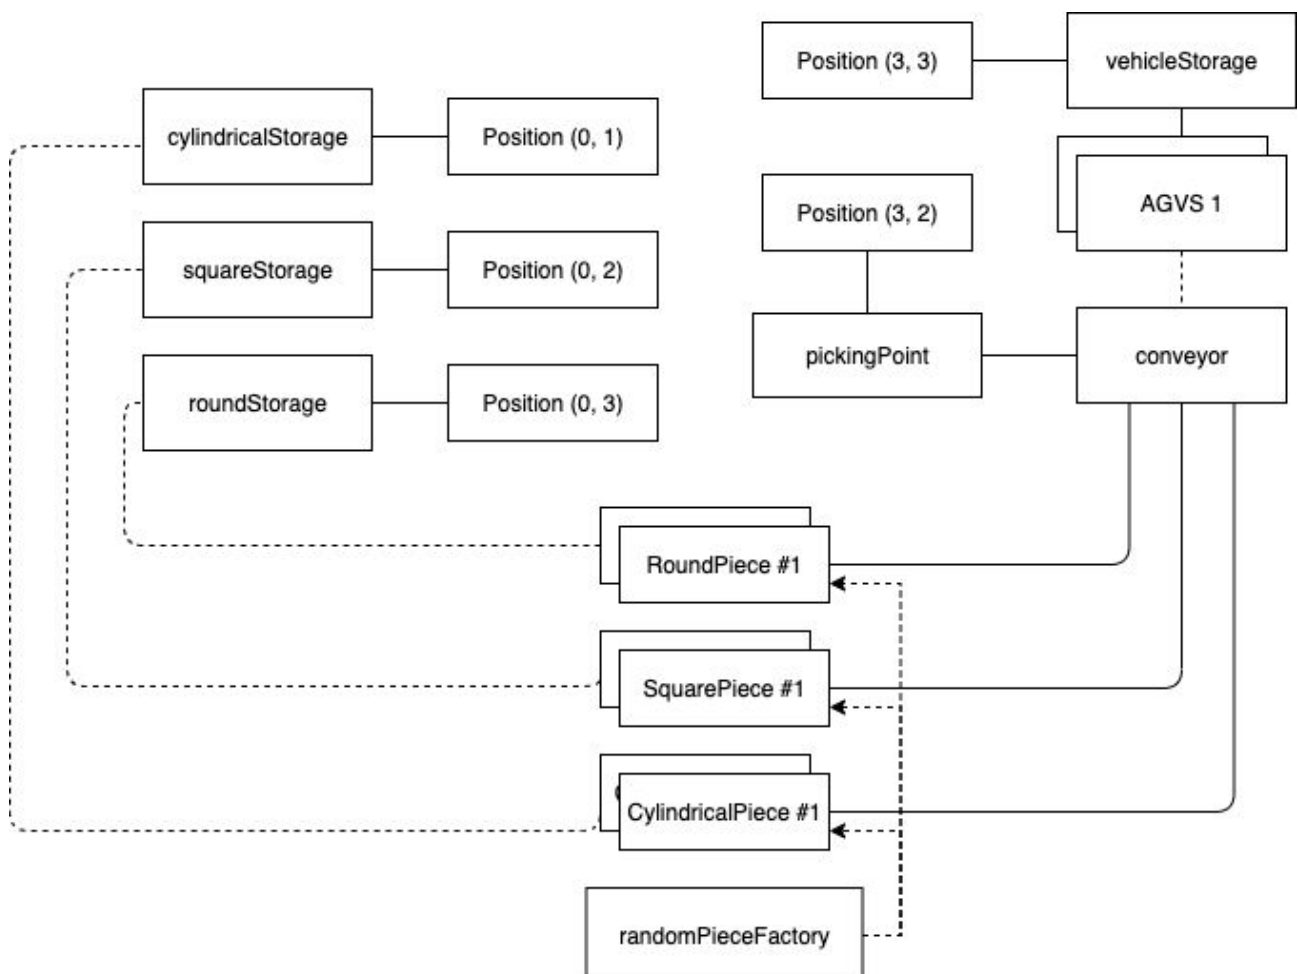 Position (3, 3)
vehicleStorage
cylindricalStorage
Position (0, 1)
Position (3, 2)
AGVS 1
squareStorage
Position (0, 2)
pickingPoint
conveyor
roundStorage
Position (0, 3)
RoundPiece #1
SquarePiece #1
CylindricalPiece #1
randomPieceFactory